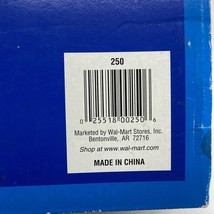 250
0 25518 00250 6
Marketed by Wal-Mart Stores, Inc.
Bentonville, AR 72716
Shop at www.wal-mart.com
MADE IN CHINA